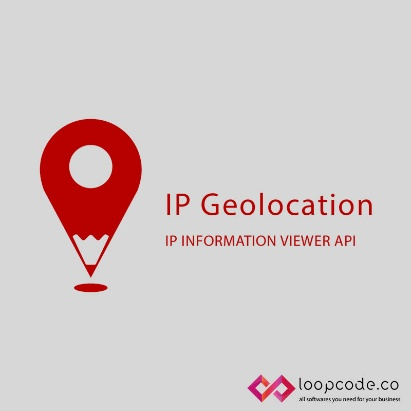 IP Geolocation
IP INFORMATION VIEWER API
loopcode.co
all softwares you need for your business